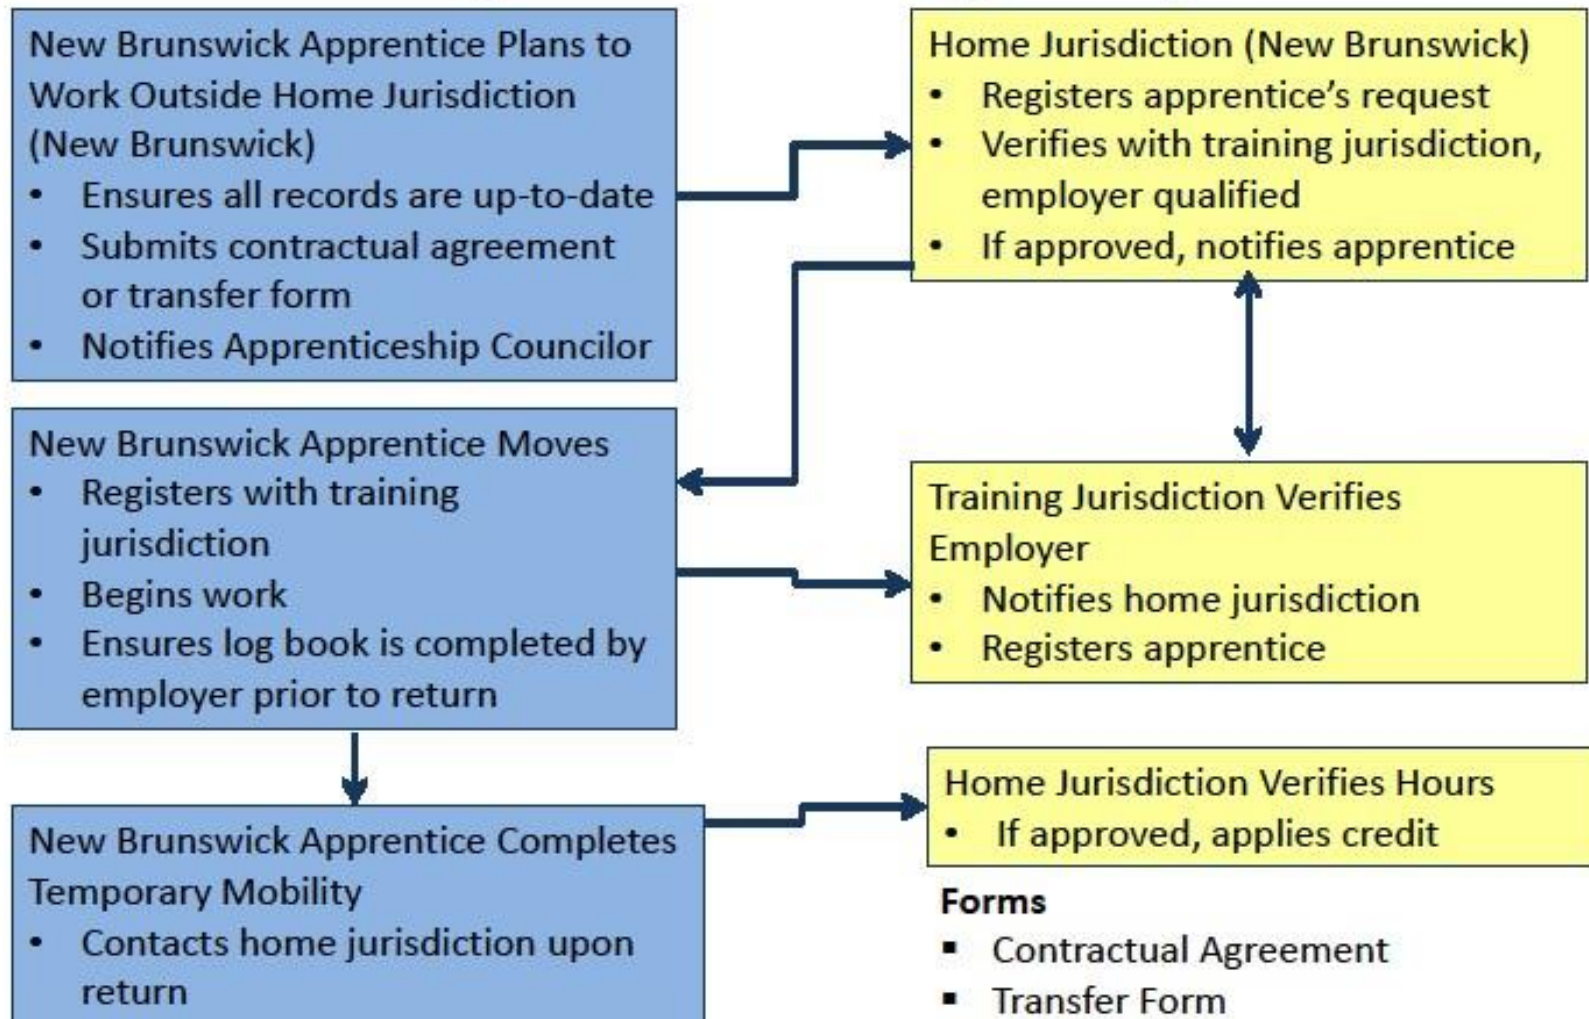 New Brunswick Apprentice Plans to
Work Outside Home Jurisdiction
(New Brunswick)
• Ensures all records are up-to-date
• Submits contractual agreement
or transfer form
• Notifies Apprenticeship Councilor
Home Jurisdiction (New Brunswick)
• Registers apprentice’s request
• Verifies with training jurisdiction,
employer qualified
• If approved, notifies apprentice
New Brunswick Apprentice Moves
• Registers with training
jurisdiction
• Begins work
• Ensures log book is completed by
employer prior to return
Training Jurisdiction Verifies
Employer
• Notifies home jurisdiction
• Registers apprentice
New Brunswick Apprentice Completes
Temporary Mobility
• Contacts home jurisdiction upon
return
Home Jurisdiction Verifies Hours
• If approved, applies credit
Forms
▪ Contractual Agreement
▪ Transfer Form